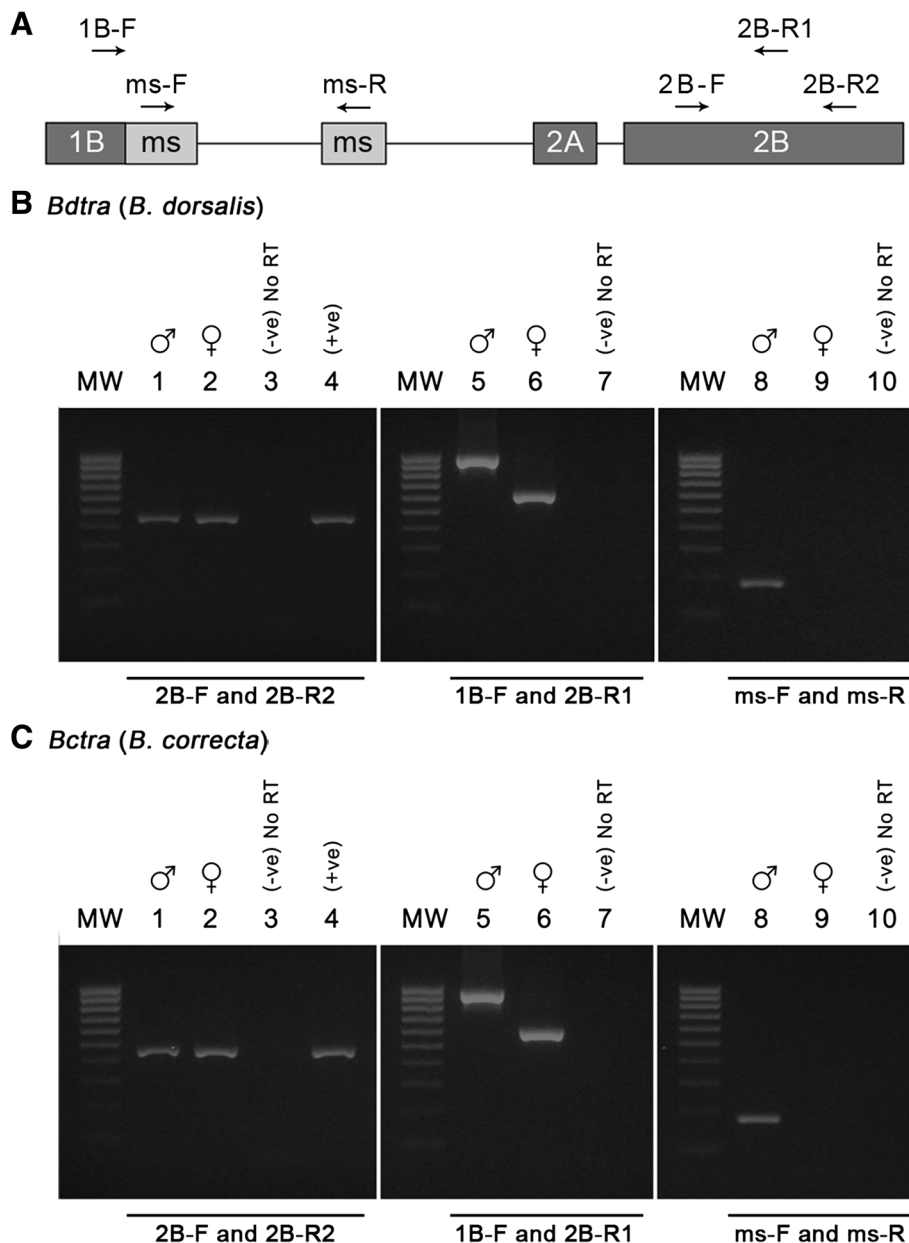 A
1B-F 2B-R1
ms-F ms-R 2B-F 2B-R2
1B ms ms 2A 2B
B Bdtra (B. dorsalis)
(-ve) No RT (+ve) (-ve) No RT (-ve) No RT
♂ ♀ ♂ ♀ ♂ ♀
MW 1 2 3 4 MW 5 6 7 MW 8 9 10
2B-F and 2B-R2 1B-F and 2B-R1 ms-F and ms-R
C Bctra (B. correcta)
(-ve) No RT (+ve) (-ve) No RT (-ve) No RT
♂ ♀ ♂ ♀ ♂ ♀
MW 1 2 3 4 MW 5 6 7 MW 8 9 10
2B-F and 2B-R2 1B-F and 2B-R1 ms-F and ms-R